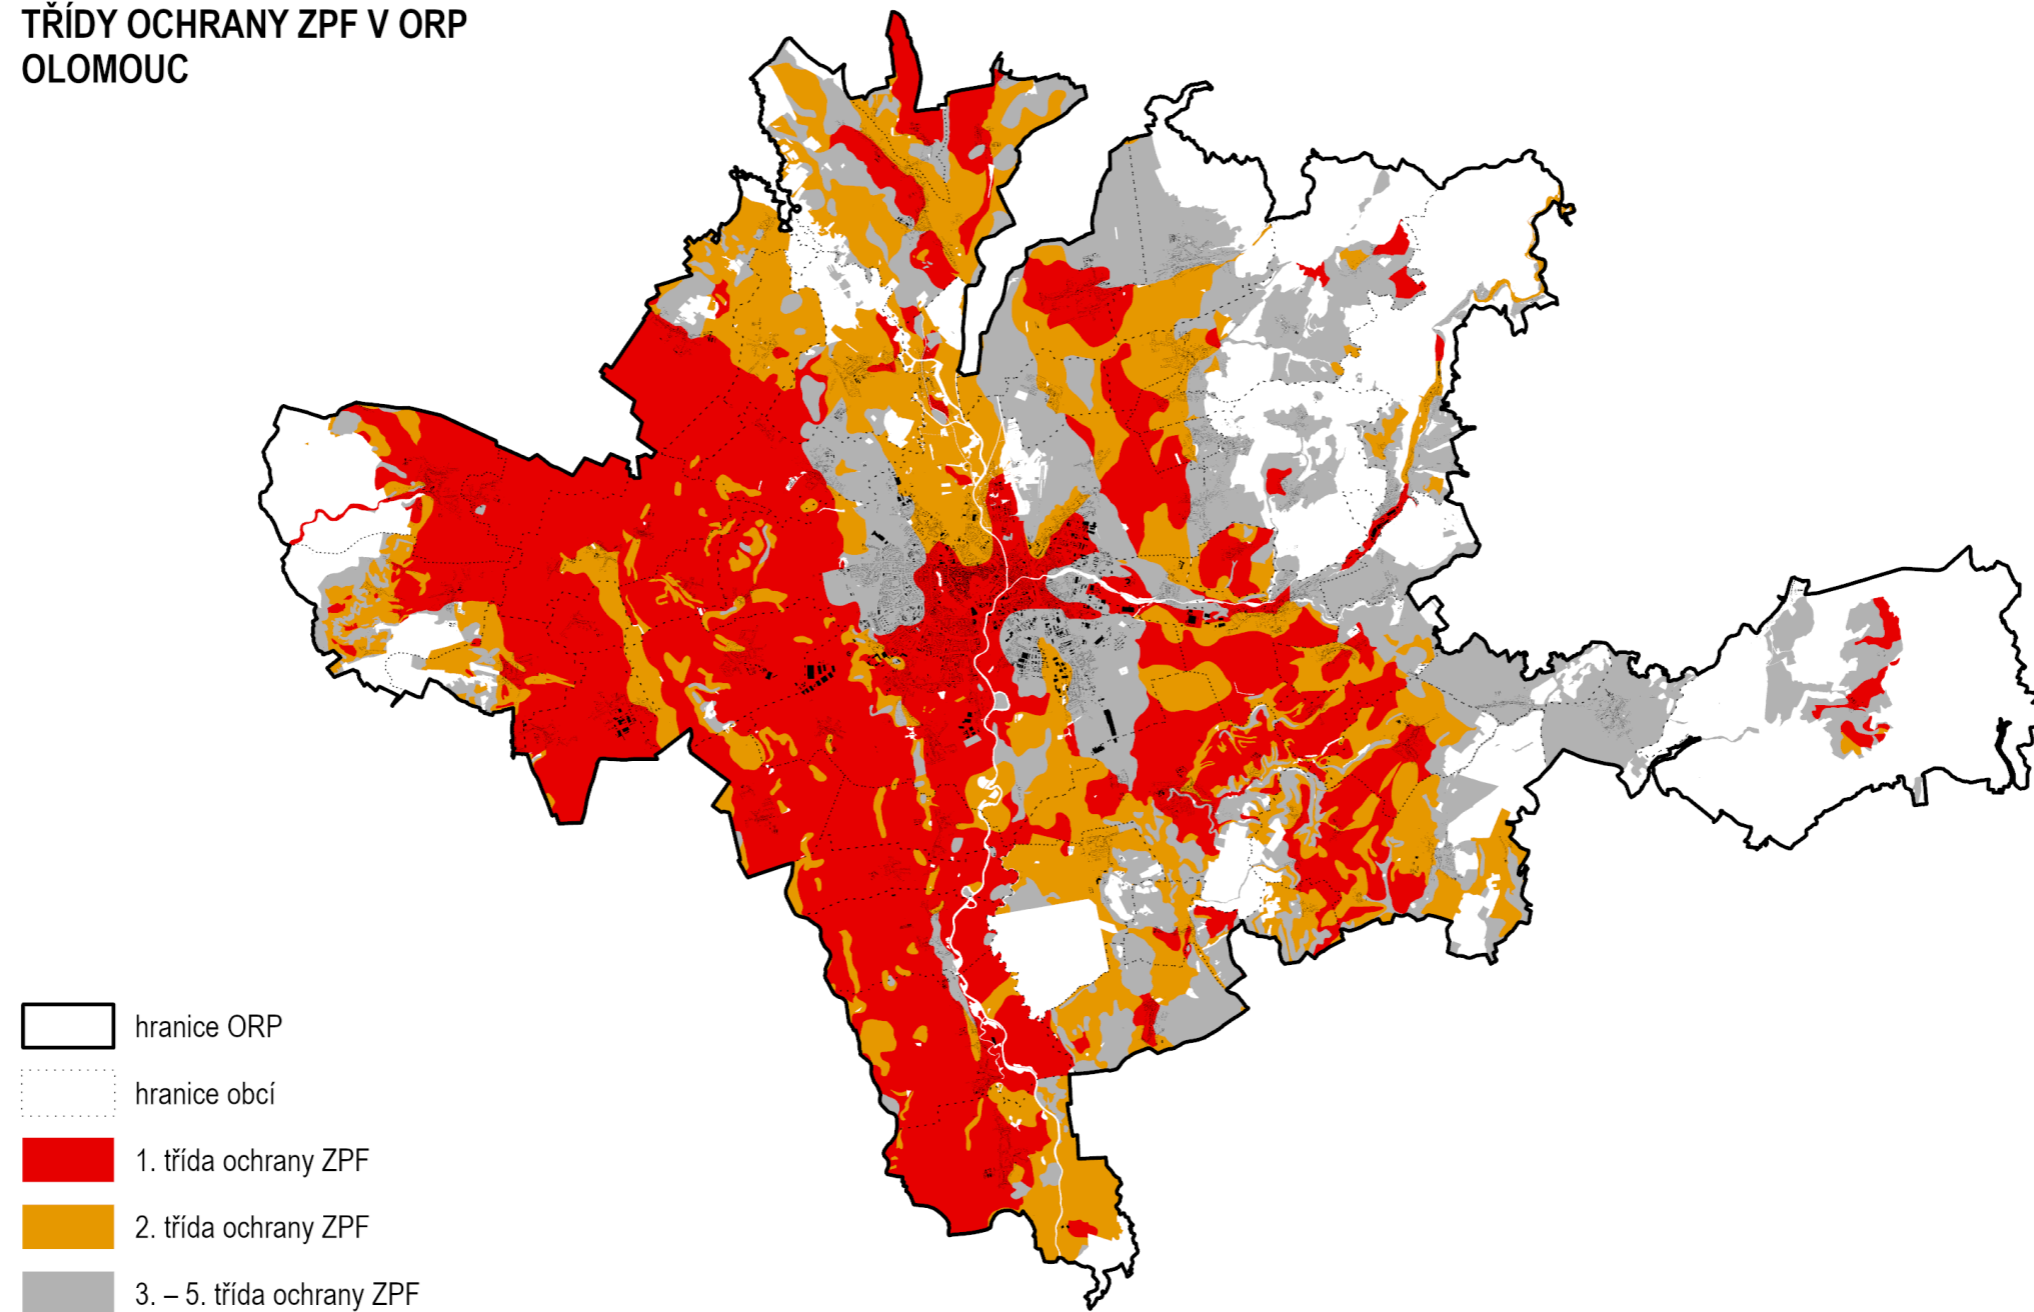 TŘÍDY OCHRANY ZPF V ORP
OLOMOUC
hranice ORP
hranice obcí
1. třída ochrany ZPF
2. třída ochrany ZPF
3. – 5. třída ochrany ZPF